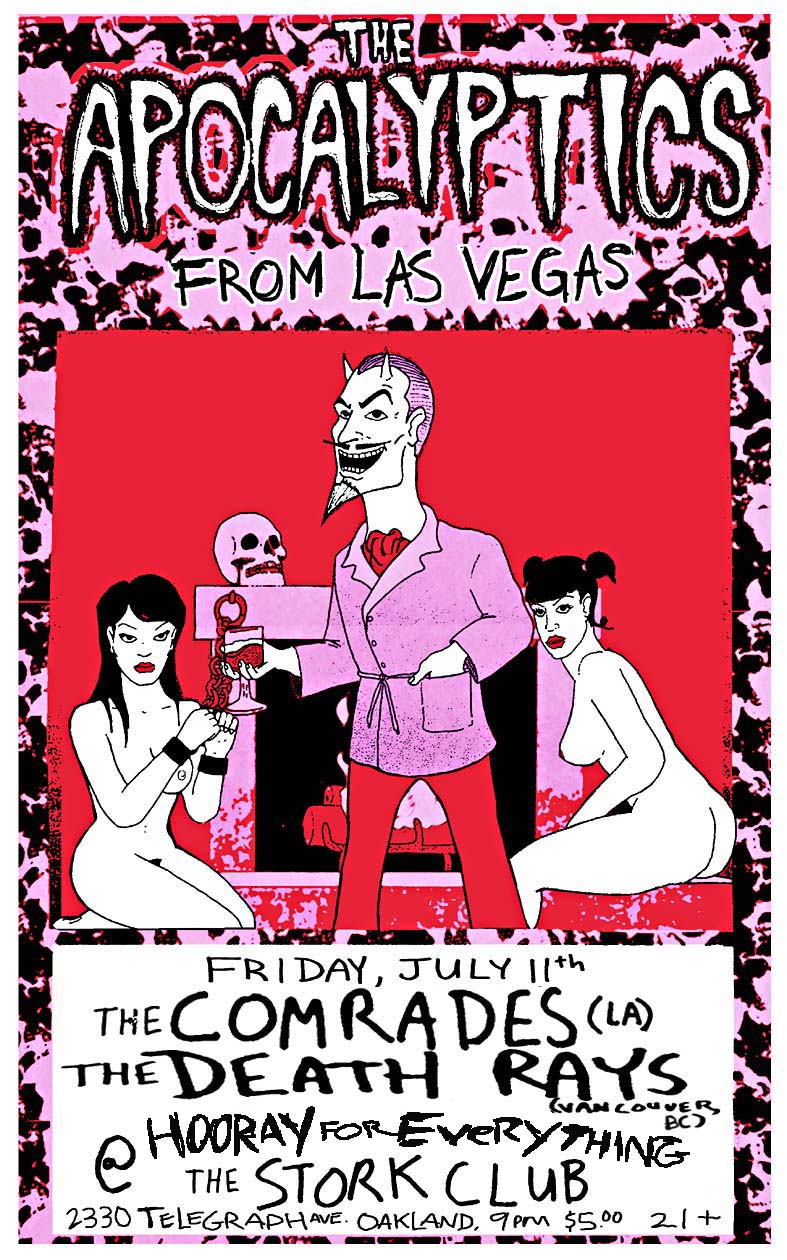 THE
APOCALYPTICS
FROM LAS VEGAS
FRIDAY, JULY 11th
THE COMRADES (LA)
THE DEATH RAYS
(VANCOUVER, BC)
HOORAY FOR EVERYTHING
@ THE STORK CLUB
2330 TELEGRAPH AVE. OAKLAND, 9pm $5.00 21+